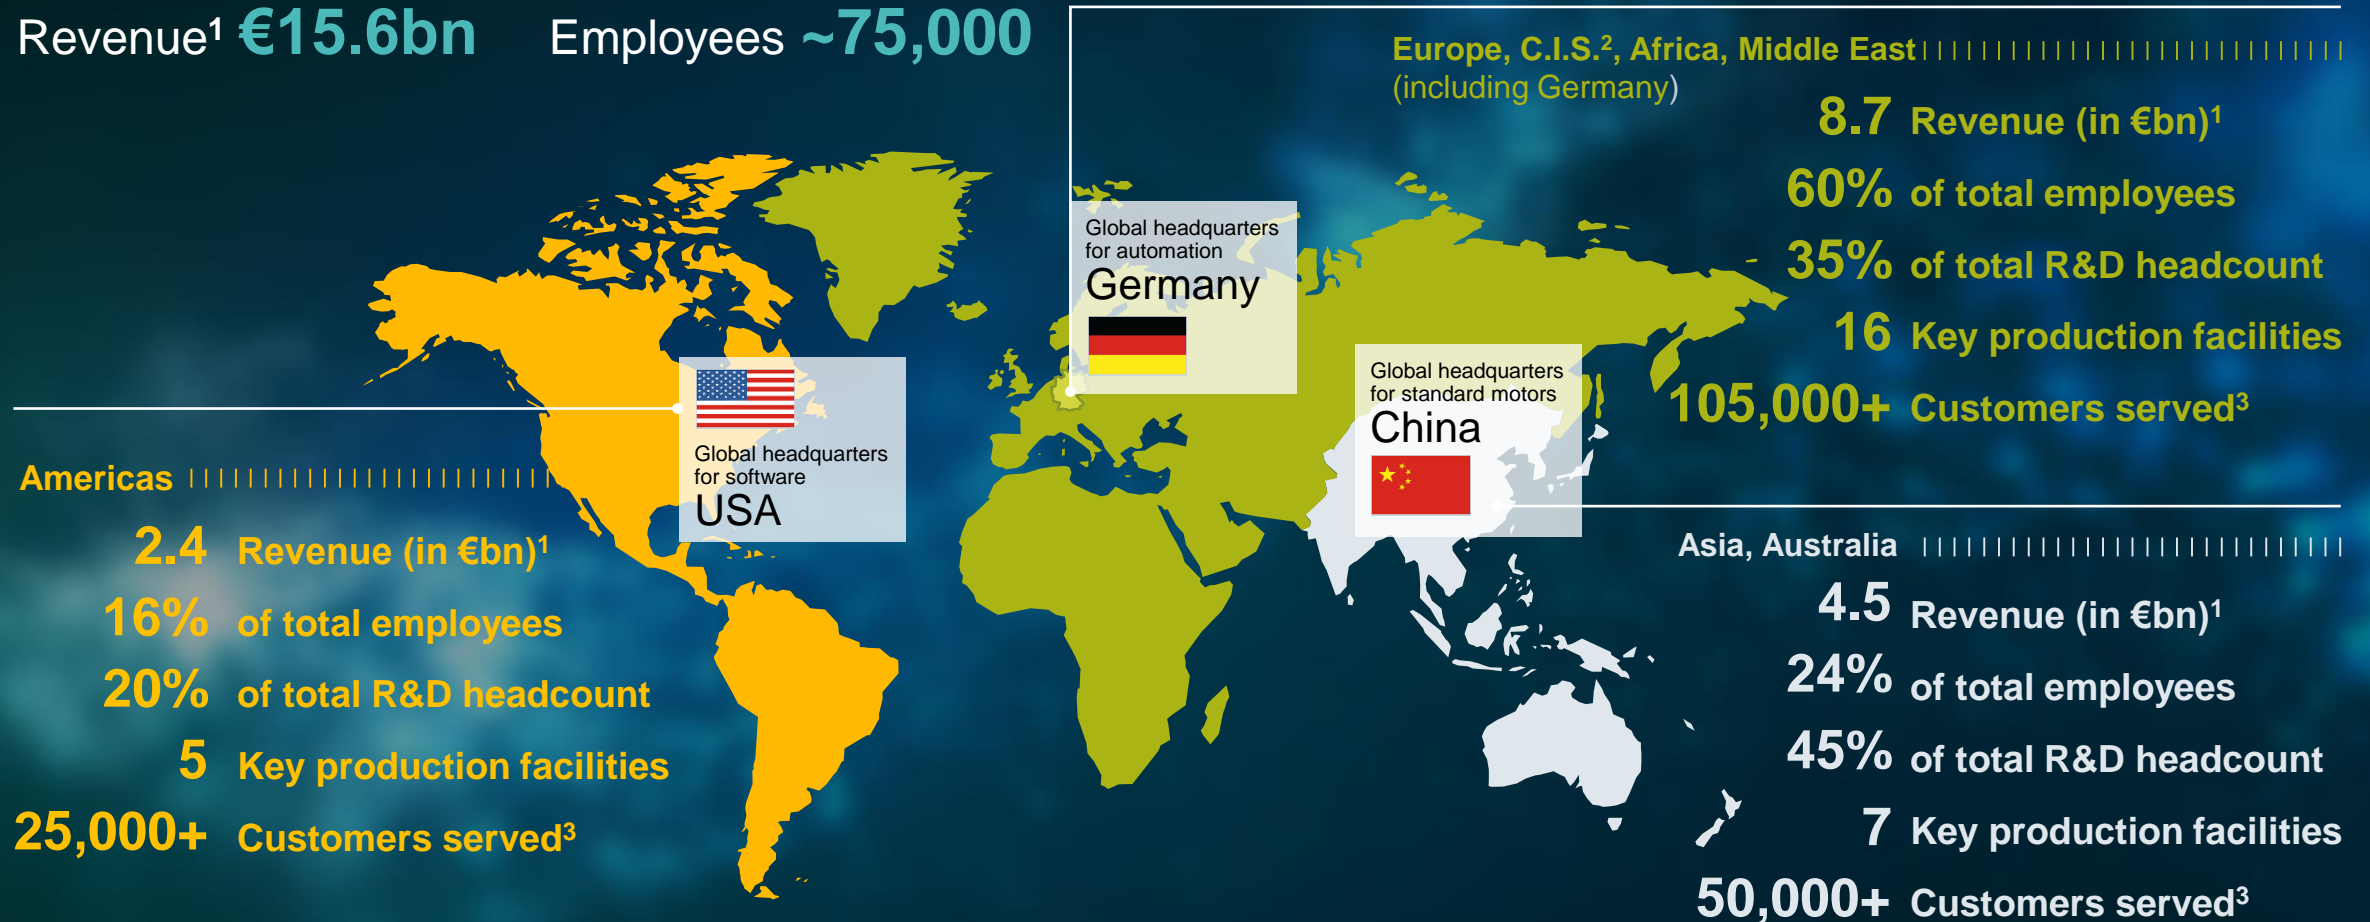 Revenue¹ €15.6bn Employees ~75,000
Europe, C.I.S.², Africa, Middle East
(including Germany)
8.7 Revenue (in €bn)¹
60% of total employees
35% of total R&D headcount
16 Key production facilities
105,000+ Customers served³
Global headquarters
for automation
Germany
Global headquarters
for software
USA
Global headquarters
for standard motors
China
Americas
2.4 Revenue (in €bn)¹
16% of total employees
20% of total R&D headcount
5 Key production facilities
25,000+ Customers served³
Asia, Australia
4.5 Revenue (in €bn)¹
24% of total employees
45% of total R&D headcount
7 Key production facilities
50,000+ Customers served³